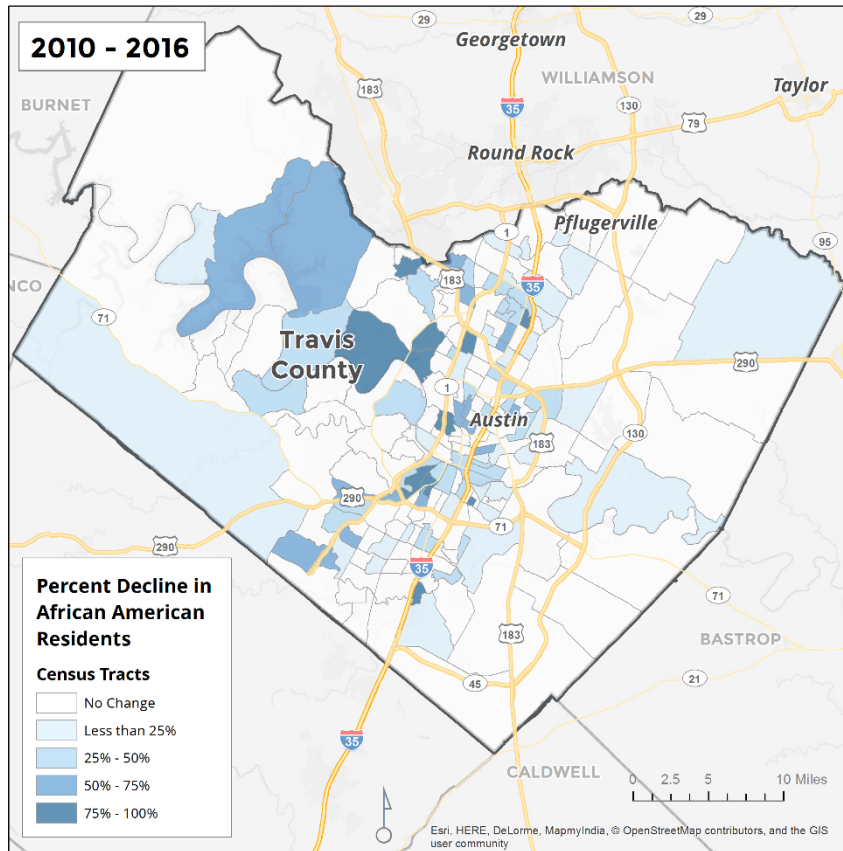 2010 - 2016
29
29
Georgetown
183
WILLIAMSON
Taylor
BURNET
35
130
79
Round Rock
1
Pflugerville
95
183
35
NCO
71
Travis
County
290
1
Austin
183
130
290
71
290
35
Percent Decline in
African American
Residents
Census Tracts
No Change
Less than 25%
25% - 50%
50% - 75%
75% - 100%
71
183
BASTROP
45
21
35
CALDWELL
0 2.5 5 10 Miles
Esri, HERE, DeLorme, MapmyIndia, © OpenStreetMap contributors, and the GIS
user community